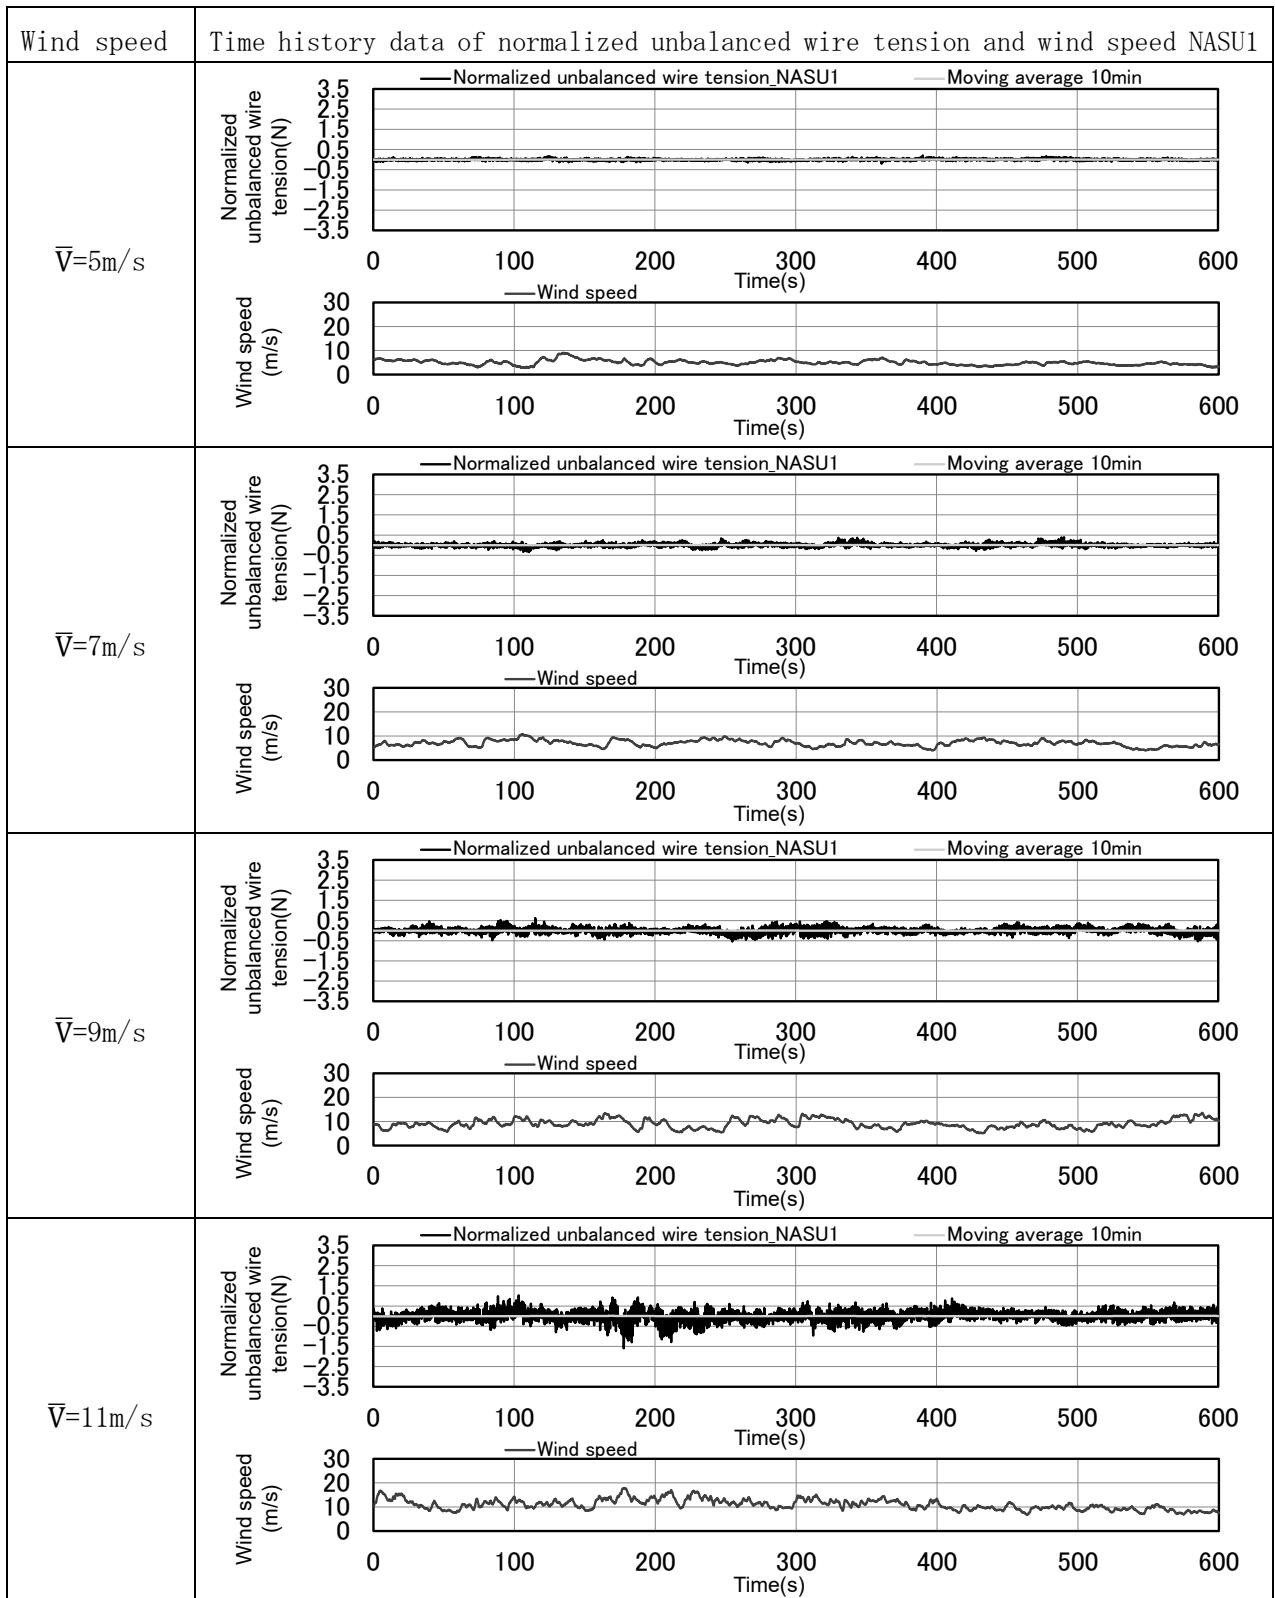 Wind speed
Time history data of normalized unbalanced wire tension and wind speed NASU1
V̅=5m/s
Normalized unbalanced wire tension_NASU1 Moving average 10min
Normalized
unbalanced wire
tension(N)
3.5
2.5
1.5
0.5
-0.5
-1.5
-2.5
-3.5
0 100 200 300 400 500 600
Time(s)
Wind speed
Wind speed
(m/s)
30
20
10
0
0 100 200 300 400 500 600
Time(s)
V̅=7m/s
Normalized unbalanced wire tension_NASU1 Moving average 10min
Normalized
unbalanced wire
tension(N)
3.5
2.5
1.5
0.5
-0.5
-1.5
-2.5
-3.5
0 100 200 300 400 500 600
Time(s)
Wind speed
Wind speed
(m/s)
30
20
10
0
0 100 200 300 400 500 600
Time(s)
V̅=9m/s
Normalized unbalanced wire tension_NASU1 Moving average 10min
Normalized
unbalanced wire
tension(N)
3.5
2.5
1.5
0.5
-0.5
-1.5
-2.5
-3.5
0 100 200 300 400 500 600
Time(s)
Wind speed
Wind speed
(m/s)
30
20
10
0
0 100 200 300 400 500 600
Time(s)
V̅=11m/s
Normalized unbalanced wire tension_NASU1 Moving average 10min
Normalized
unbalanced wire
tension(N)
3.5
2.5
1.5
0.5
-0.5
-1.5
-2.5
-3.5
0 100 200 300 400 500 600
Time(s)
Wind speed
Wind speed
(m/s)
30
20
10
0
0 100 200 300 400 500 600
Time(s)